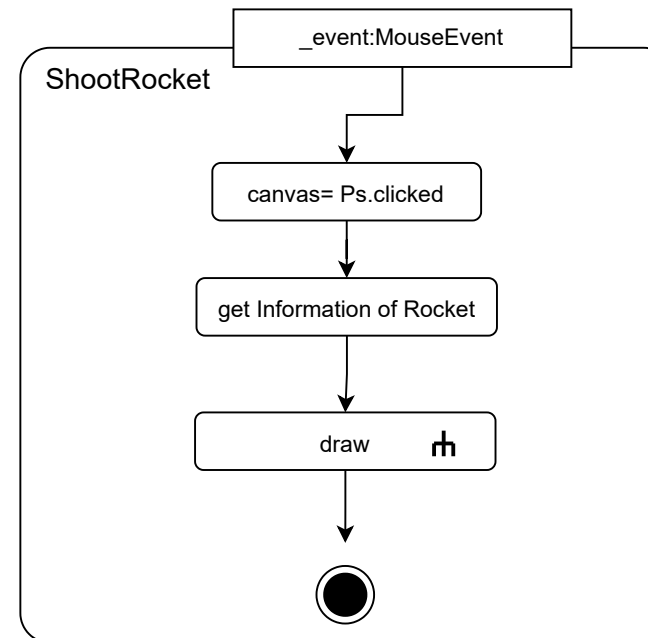 _event:MouseEvent
ShootRocket
canvas= Ps.clicked
get Information of Rocket
draw